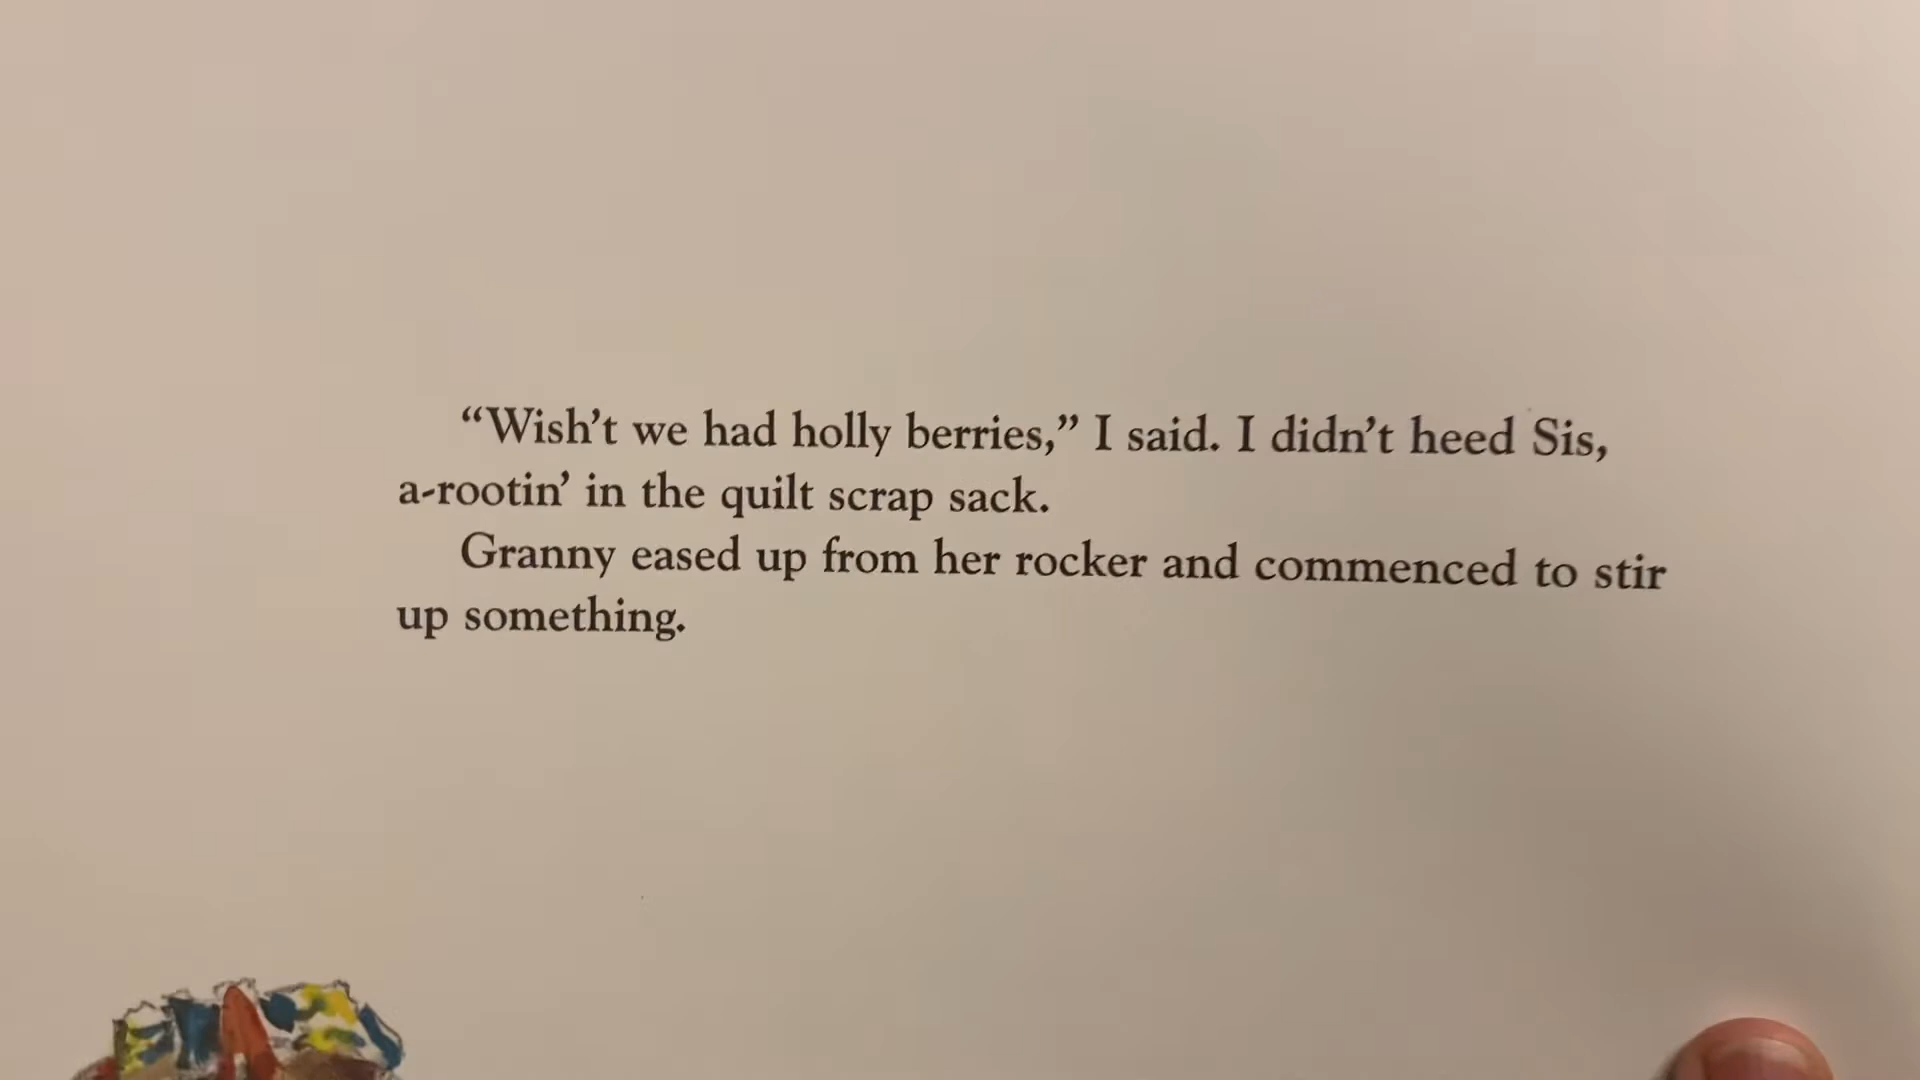 “Wish’t we had holly berries,” I said. I didn’t heed Sis,
a-rootin’ in the quilt scrap sack.
Granny eased up from her rocker and commenced to stir
up something.